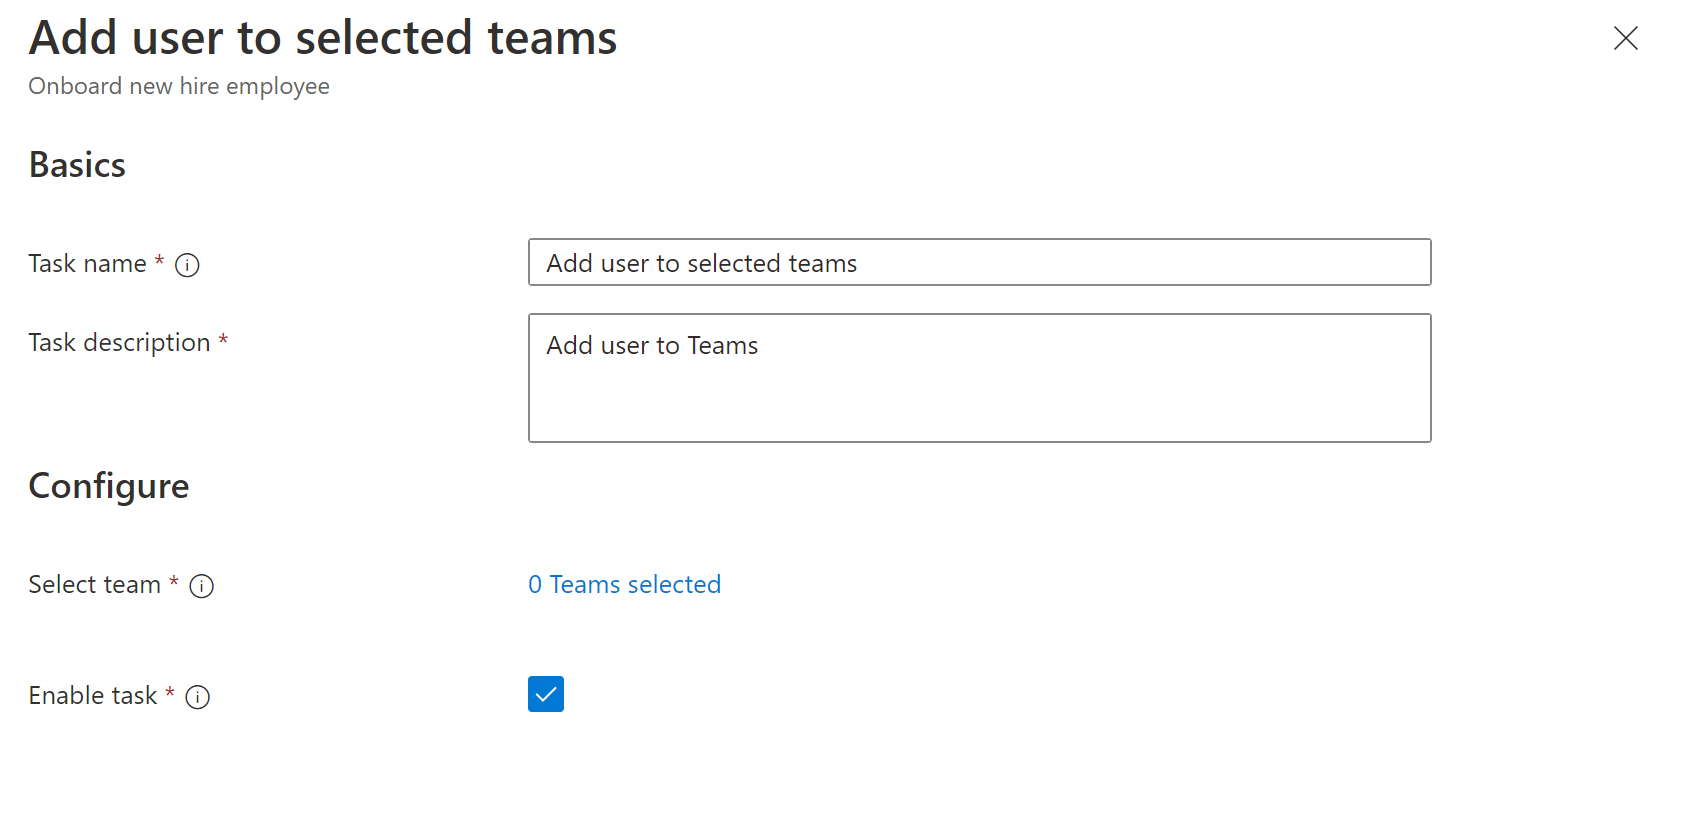 Add user to selected teams
Onboard new hire employee
Basics
Task name *
Add user to selected teams
Task description *
Add user to Teams
Configure
Select team *
0 Teams selected
Enable task *